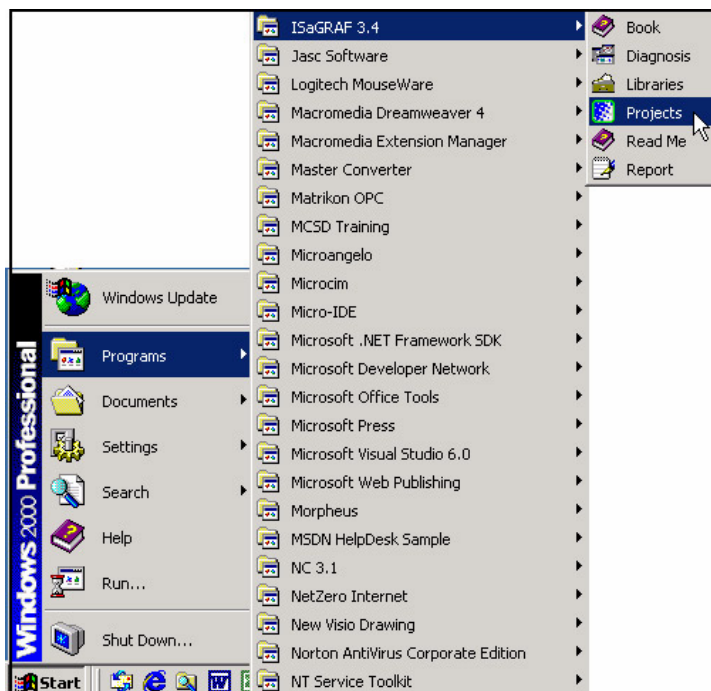 ISaGRAF 3.4
Jasc Software
Logitech MouseWare
Macromedia Dreamweaver 4
Macromedia Extension Manager
Master Converter
Matrikon OPC
MCSD Training
Microangelo
Microcim
Micro-IDE
Microsoft .NET Framework SDK
Microsoft Developer Network
Microsoft Office Tools
Microsoft Press
Microsoft Visual Studio 6.0
Microsoft Web Publishing
Morpheus
MSDN HelpDesk Sample
NC 3.1
NetZero Internet
New Visio Drawing
Norton AntiVirus Corporate Edition
NT Service Toolkit
Book
Diagnosis
Libraries
Projects
Read Me
Report
Windows Update
Programs
Documents
Settings
Search
Help
Run...
Shut Down...
Windows 2000 Professional
Start